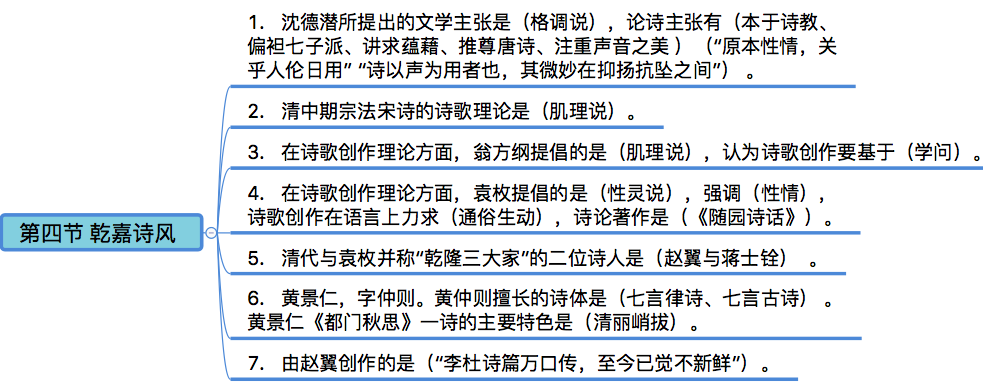 第四节 乾嘉诗风
1. 沈德潜所提出的文学主张是（格调说），论诗主张有（本于诗教、
偏袒七子派、讲求蕴藉、推尊唐诗、注重声音之美 ）（“原本性情，关
乎人伦日用” “诗以声为用者也，其微妙在抑扬抗坠之间”） 。
2. 清中期宗法宋诗的诗歌理论是（肌理说）。
3. 在诗歌创作理论方面，翁方纲提倡的是（肌理说），认为诗歌创作要基于（学问）。
4. 在诗歌创作理论方面，袁枚提倡的是（性灵说），强调（性情），
诗歌创作在语言上力求（通俗生动），诗论著作是（《随园诗话》）。
5. 清代与袁枚并称“乾隆三大家”的二位诗人是（赵翼与蒋士铨） 。
6. 黄景仁，字仲则。黄仲则擅长的诗体是（七言律诗、七言古诗） 。
黄景仁《都门秋思》一诗的主要特色是（清丽峭拔）。
7. 由赵翼创作的是（“李杜诗篇万口传，至今已觉不新鲜”）。